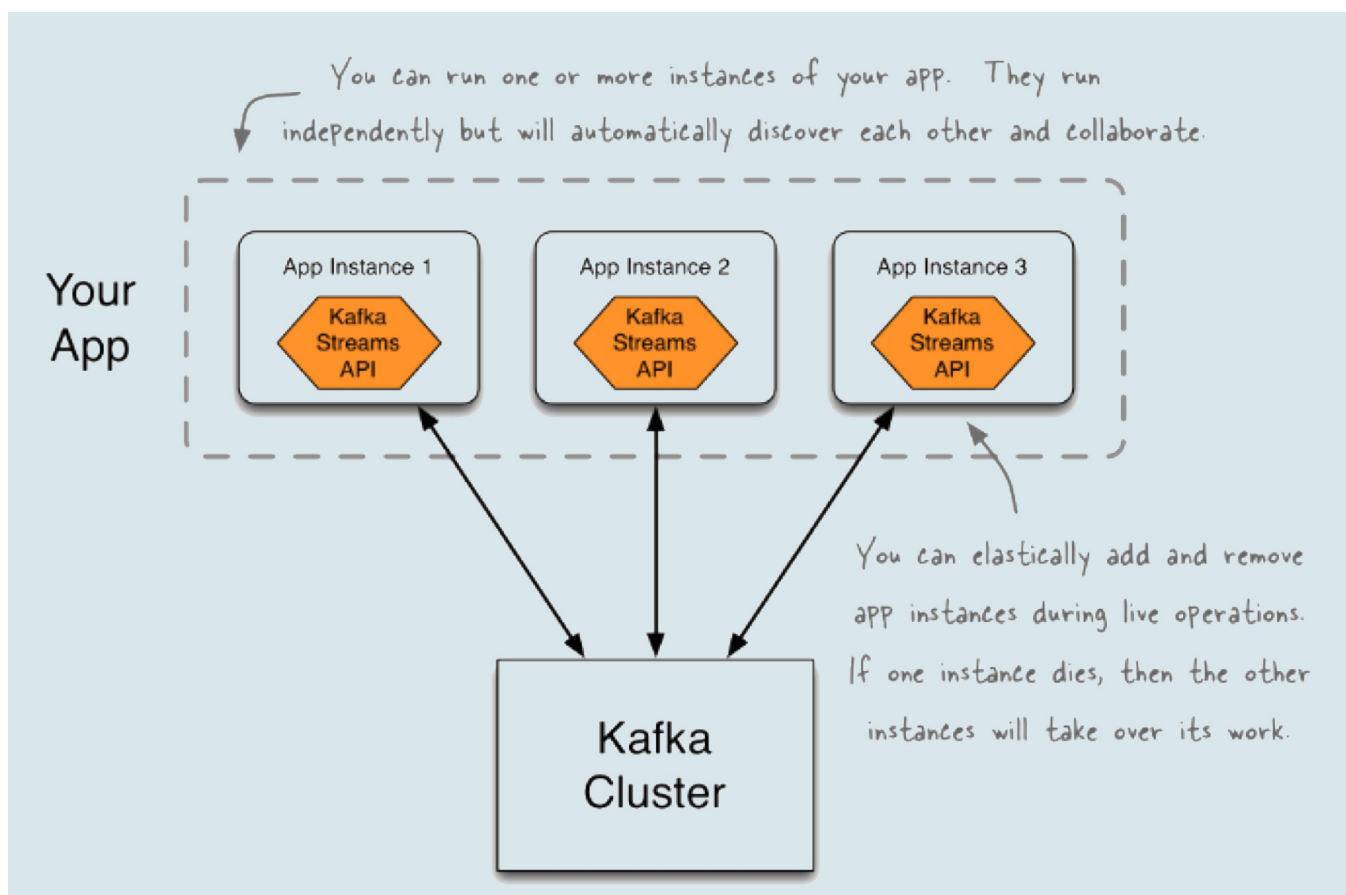 You can run one or more instances of your app. They run
independently but will automatically discover each other and collaborate.
Your
App
App Instance 1
Kafka
Streams
API
App Instance 2
Kafka
Streams
API
App Instance 3
Kafka
Streams
API
You can elastically add and remove
app instances during live operations.
If one instance dies, then the other
instances will take over its work.
Kafka
Cluster